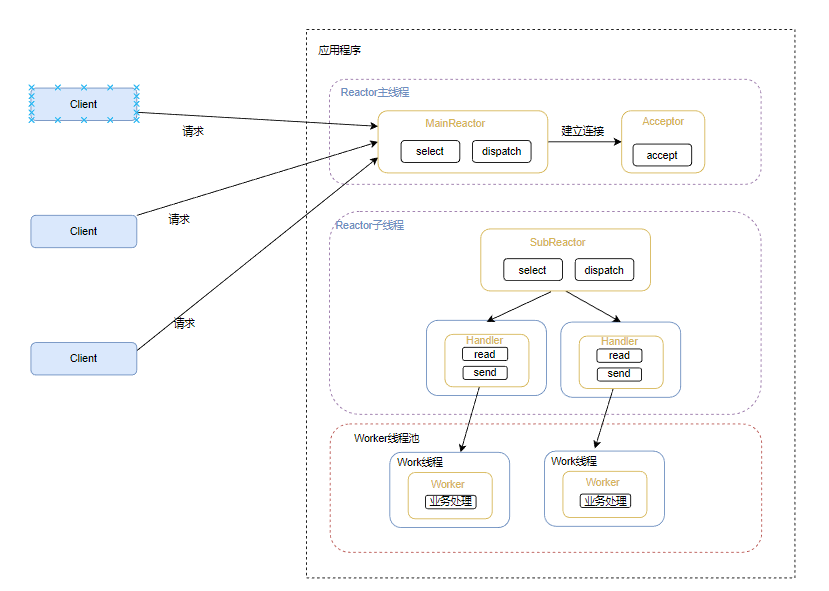 应用程序
Reactor主线程
Client
请求
MainReactor
select
dispatch
建立连接
Acceptor
accept
Client
请求
Client
请求
Reactor子线程
SubReactor
select
dispatch
Handler
read
send
Handler
read
send
Worker线程池
Work线程
Worker
业务处理
Work线程
Worker
业务处理